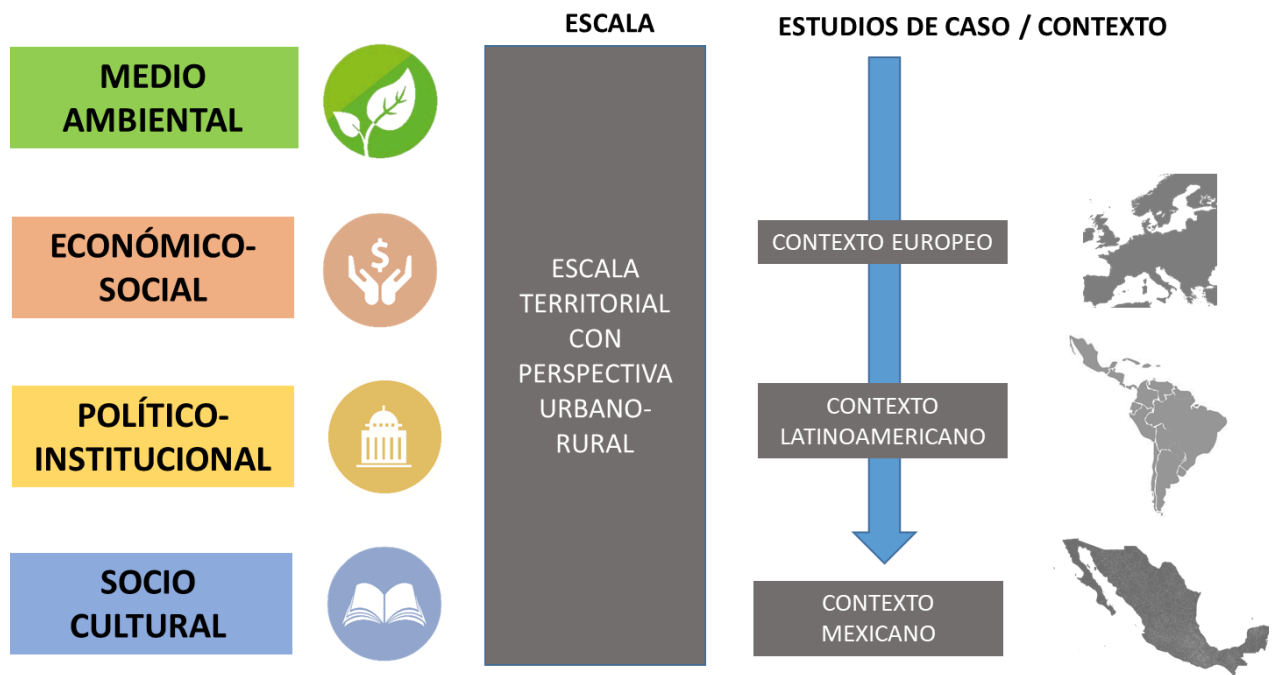 ESCALA
ESTUDIOS DE CASO / CONTEXTO
MEDIO
AMBIENTAL
ECONÓMICO-
SOCIAL
$
POLÍTICO-
INSTITUCIONAL
SOCIO
CULTURAL
ESCALA
TERRITORIAL
CON
PERSPECTIVA
URBANO-
RURAL
CONTEXTO EUROPEO
CONTEXTO
LATINOAMERICANO
CONTEXTO
MEXICANO